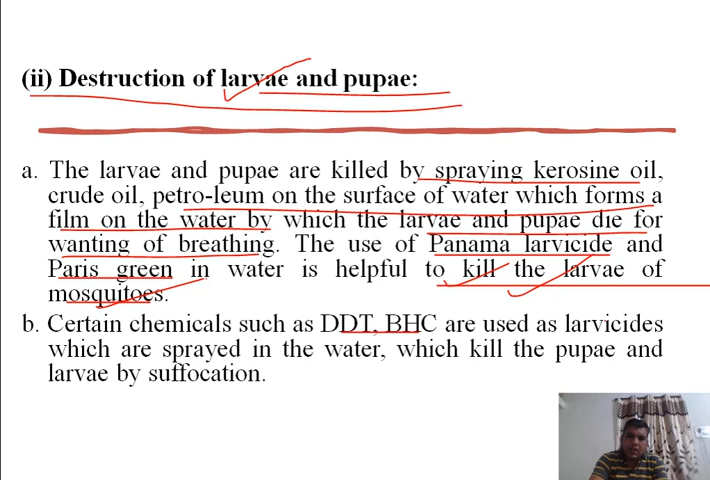 (ii) Destruction of larvae and pupae:
a. The larvae and pupae are killed by spraying kerosine oil,
crude oil, petro-leum on the surface of water which forms a
film on the water by which the larvae and pupae die for
wanting of breathing. The use of Panama larvicide and
Paris green in water is helpful to kill the larvae of
mosquitoes.
b. Certain chemicals such as DDT, BHC are used as larvicides
which are sprayed in the water, which kill the pupae and
larvae by suffocation.